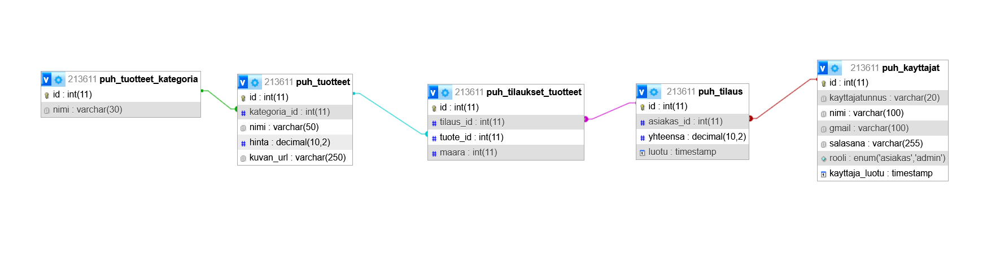 v 213611 puh_tuotteet_kategoria
id : int(11)
nimi : varchar(30)
v 213611 puh_tuotteet
id : int(11)
kategoria_id : int(11)
nimi : varchar(50)
hinta : decimal(10,2)
kuvan_url : varchar(250)
v 213611 puh_tilaukset_tuotteet
id : int(11)
tilaus_id : int(11)
tuote_id : int(11)
maara : int(11)
v 213611 puh_tilaus
id : int(11)
asiakas_id : int(11)
yhteensa : decimal(10,2)
luotu : timestamp
v 213611 puh_kayttajat
id : int(11)
kayttajatunnus : varchar(20)
nimi : varchar(100)
gmail : varchar(100)
salasana : varchar(255)
rooli : enum('asiakas','admin')
kayttaja_luotu : timestamp